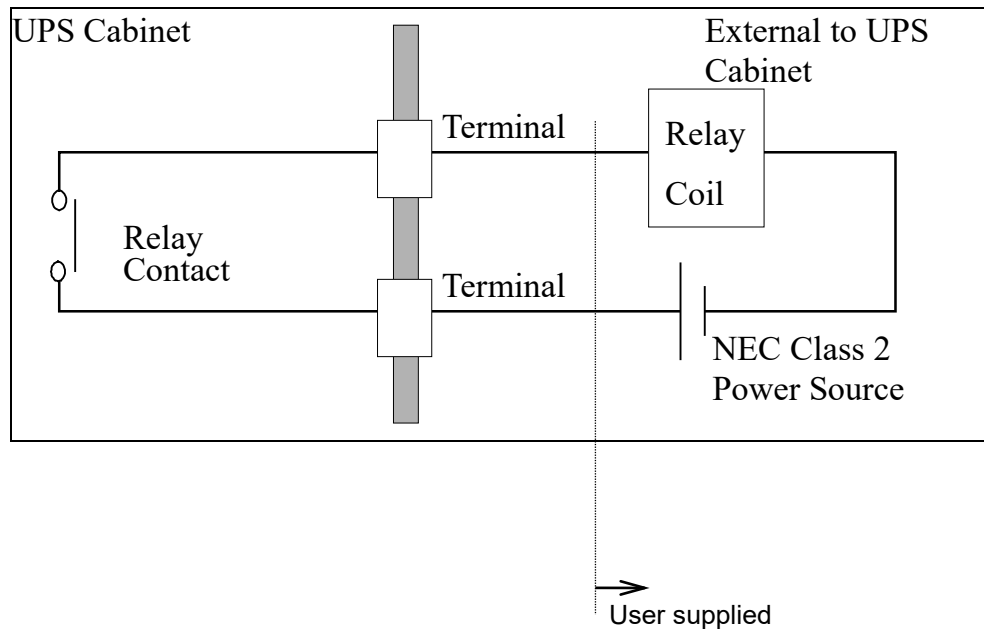 UPS Cabinet
External to UPS
Cabinet
Terminal
Relay
Coil
Relay
Contact
Terminal
NEC Class 2
Power Source
User supplied